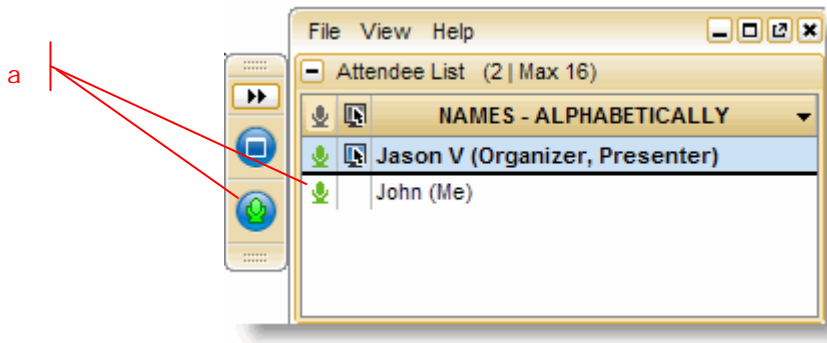 File View Help
Attendee List (2 | Max 16)
a
NAMES - ALPHABETICALLY
Jason V (Organizer, Presenter)
John (Me)